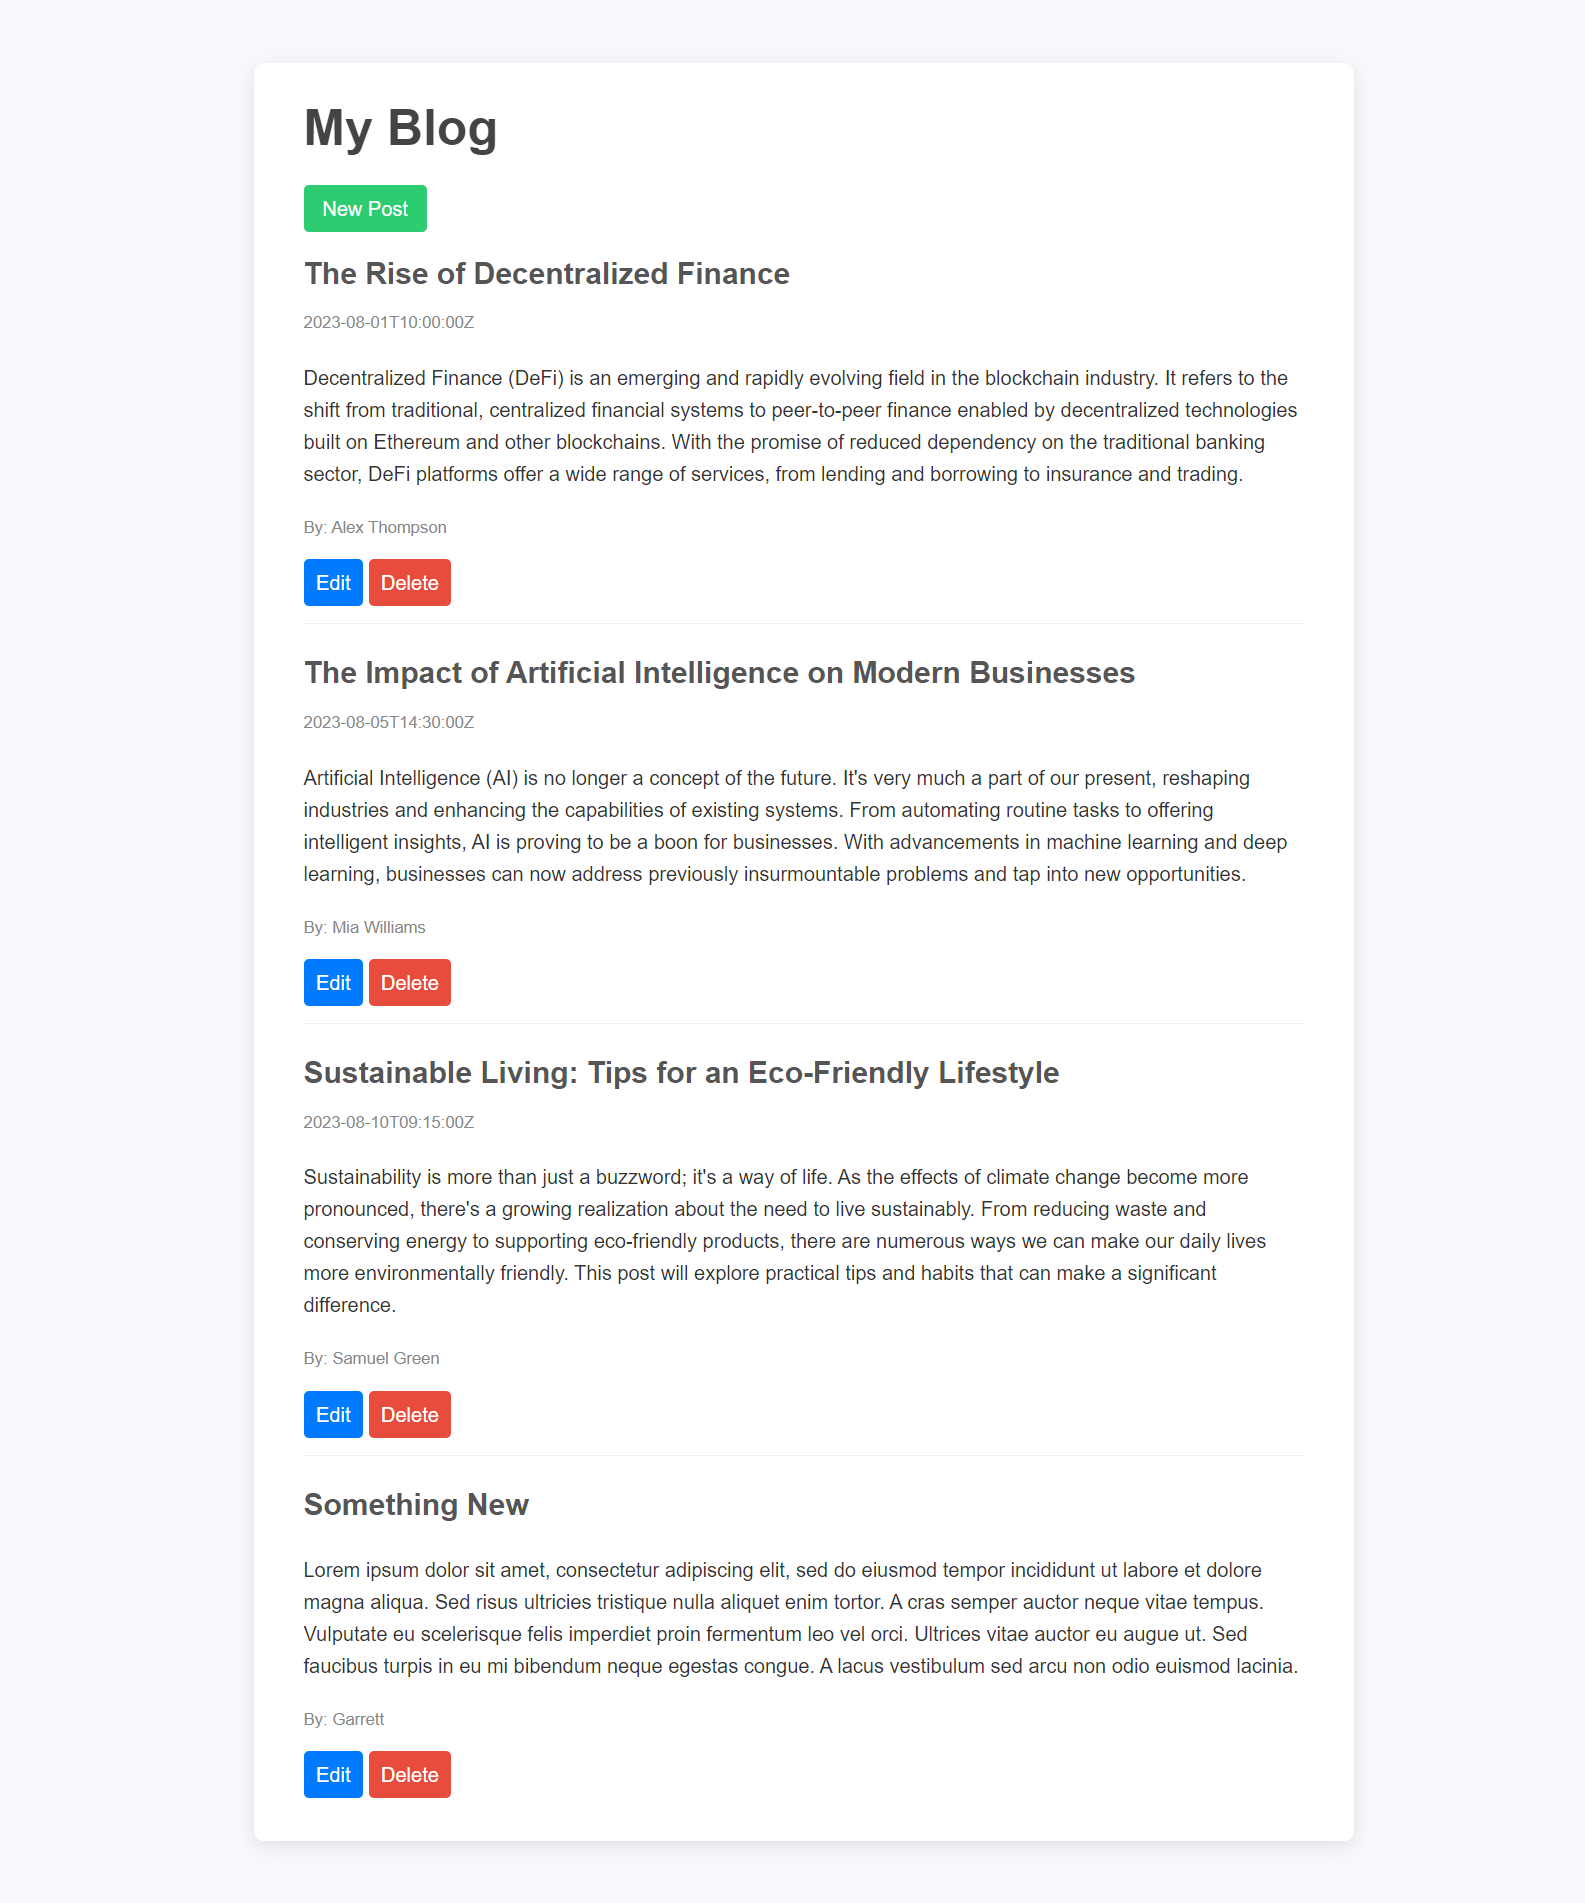 My Blog
New Post
The Rise of Decentralized Finance
2023-08-01T10:00:00Z
Decentralized Finance (DeFi) is an emerging and rapidly evolving field in the blockchain industry. It refers to the
shift from traditional, centralized financial systems to peer-to-peer finance enabled by decentralized technologies
built on Ethereum and other blockchains. With the promise of reduced dependency on the traditional banking
sector, DeFi platforms offer a wide range of services, from lending and borrowing to insurance and trading.
By: Alex Thompson
Edit Delete
The Impact of Artificial Intelligence on Modern Businesses
2023-08-05T14:30:00Z
Artificial Intelligence (AI) is no longer a concept of the future. It's very much a part of our present, reshaping
industries and enhancing the capabilities of existing systems. From automating routine tasks to offering
intelligent insights, AI is proving to be a boon for businesses. With advancements in machine learning and deep
learning, businesses can now address previously insurmountable problems and tap into new opportunities.
By: Mia Williams
Edit Delete
Sustainable Living: Tips for an Eco-Friendly Lifestyle
2023-08-10T09:15:00Z
Sustainability is more than just a buzzword; it's a way of life. As the effects of climate change become more
pronounced, there's a growing realization about the need to live sustainably. From reducing waste and
conserving energy to supporting eco-friendly products, there are numerous ways we can make our daily lives
more environmentally friendly. This post will explore practical tips and habits that can make a significant
difference.
By: Samuel Green
Edit Delete
Something New
Lorem ipsum dolor sit amet, consectetur adipiscing elit, sed do eiusmod tempor incididunt ut labore et dolore
magna aliqua. Sed risus ultricies tristique nulla aliquet enim tortor. A cras semper auctor neque vitae tempus.
Vulputate eu scelerisque felis imperdiet proin fermentum leo vel orci. Ultrices vitae auctor eu augue ut. Sed
faucibus turpis in eu mi bibendum neque egestas congue. A lacus vestibulum sed arcu non odio euismod lacinia.
By: Garrett
Edit Delete